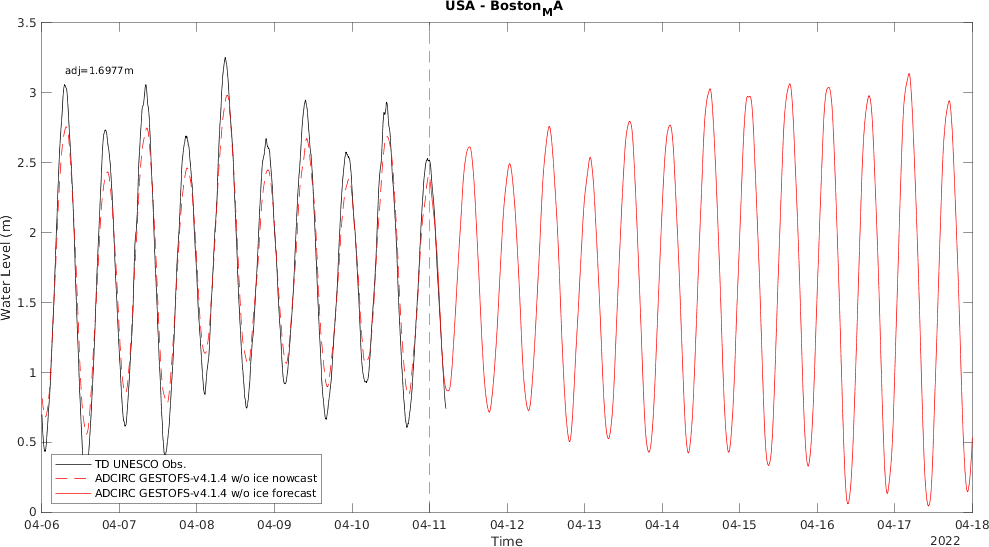 USA - Boston_MA
3.5
adj=1.6977m
3
2.5
2
1.5
1
0.5
0
Water Level (m)
TD UNESCO Obs.
ADCIRC GESTOFS-v4.1.4 w/o ice nowcast
ADCIRC GESTOFS-v4.1.4 w/o ice forecast
04-06 04-07 04-08 04-09 04-10 04-11 04-12 04-13 04-14 04-15 04-16 04-17 04-18
Time
2022